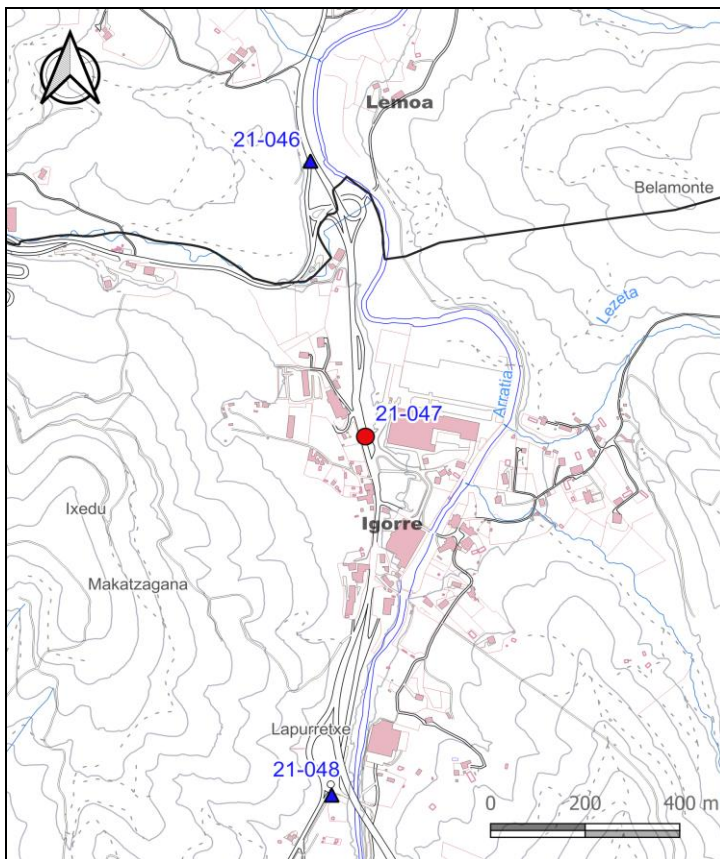 Lemoa
21-046
Belamonte
Lezeta
Arratia
21-047
Ixedu
Igorre
Makatzagana
Lapurretxe
21-048
0 200 400 m